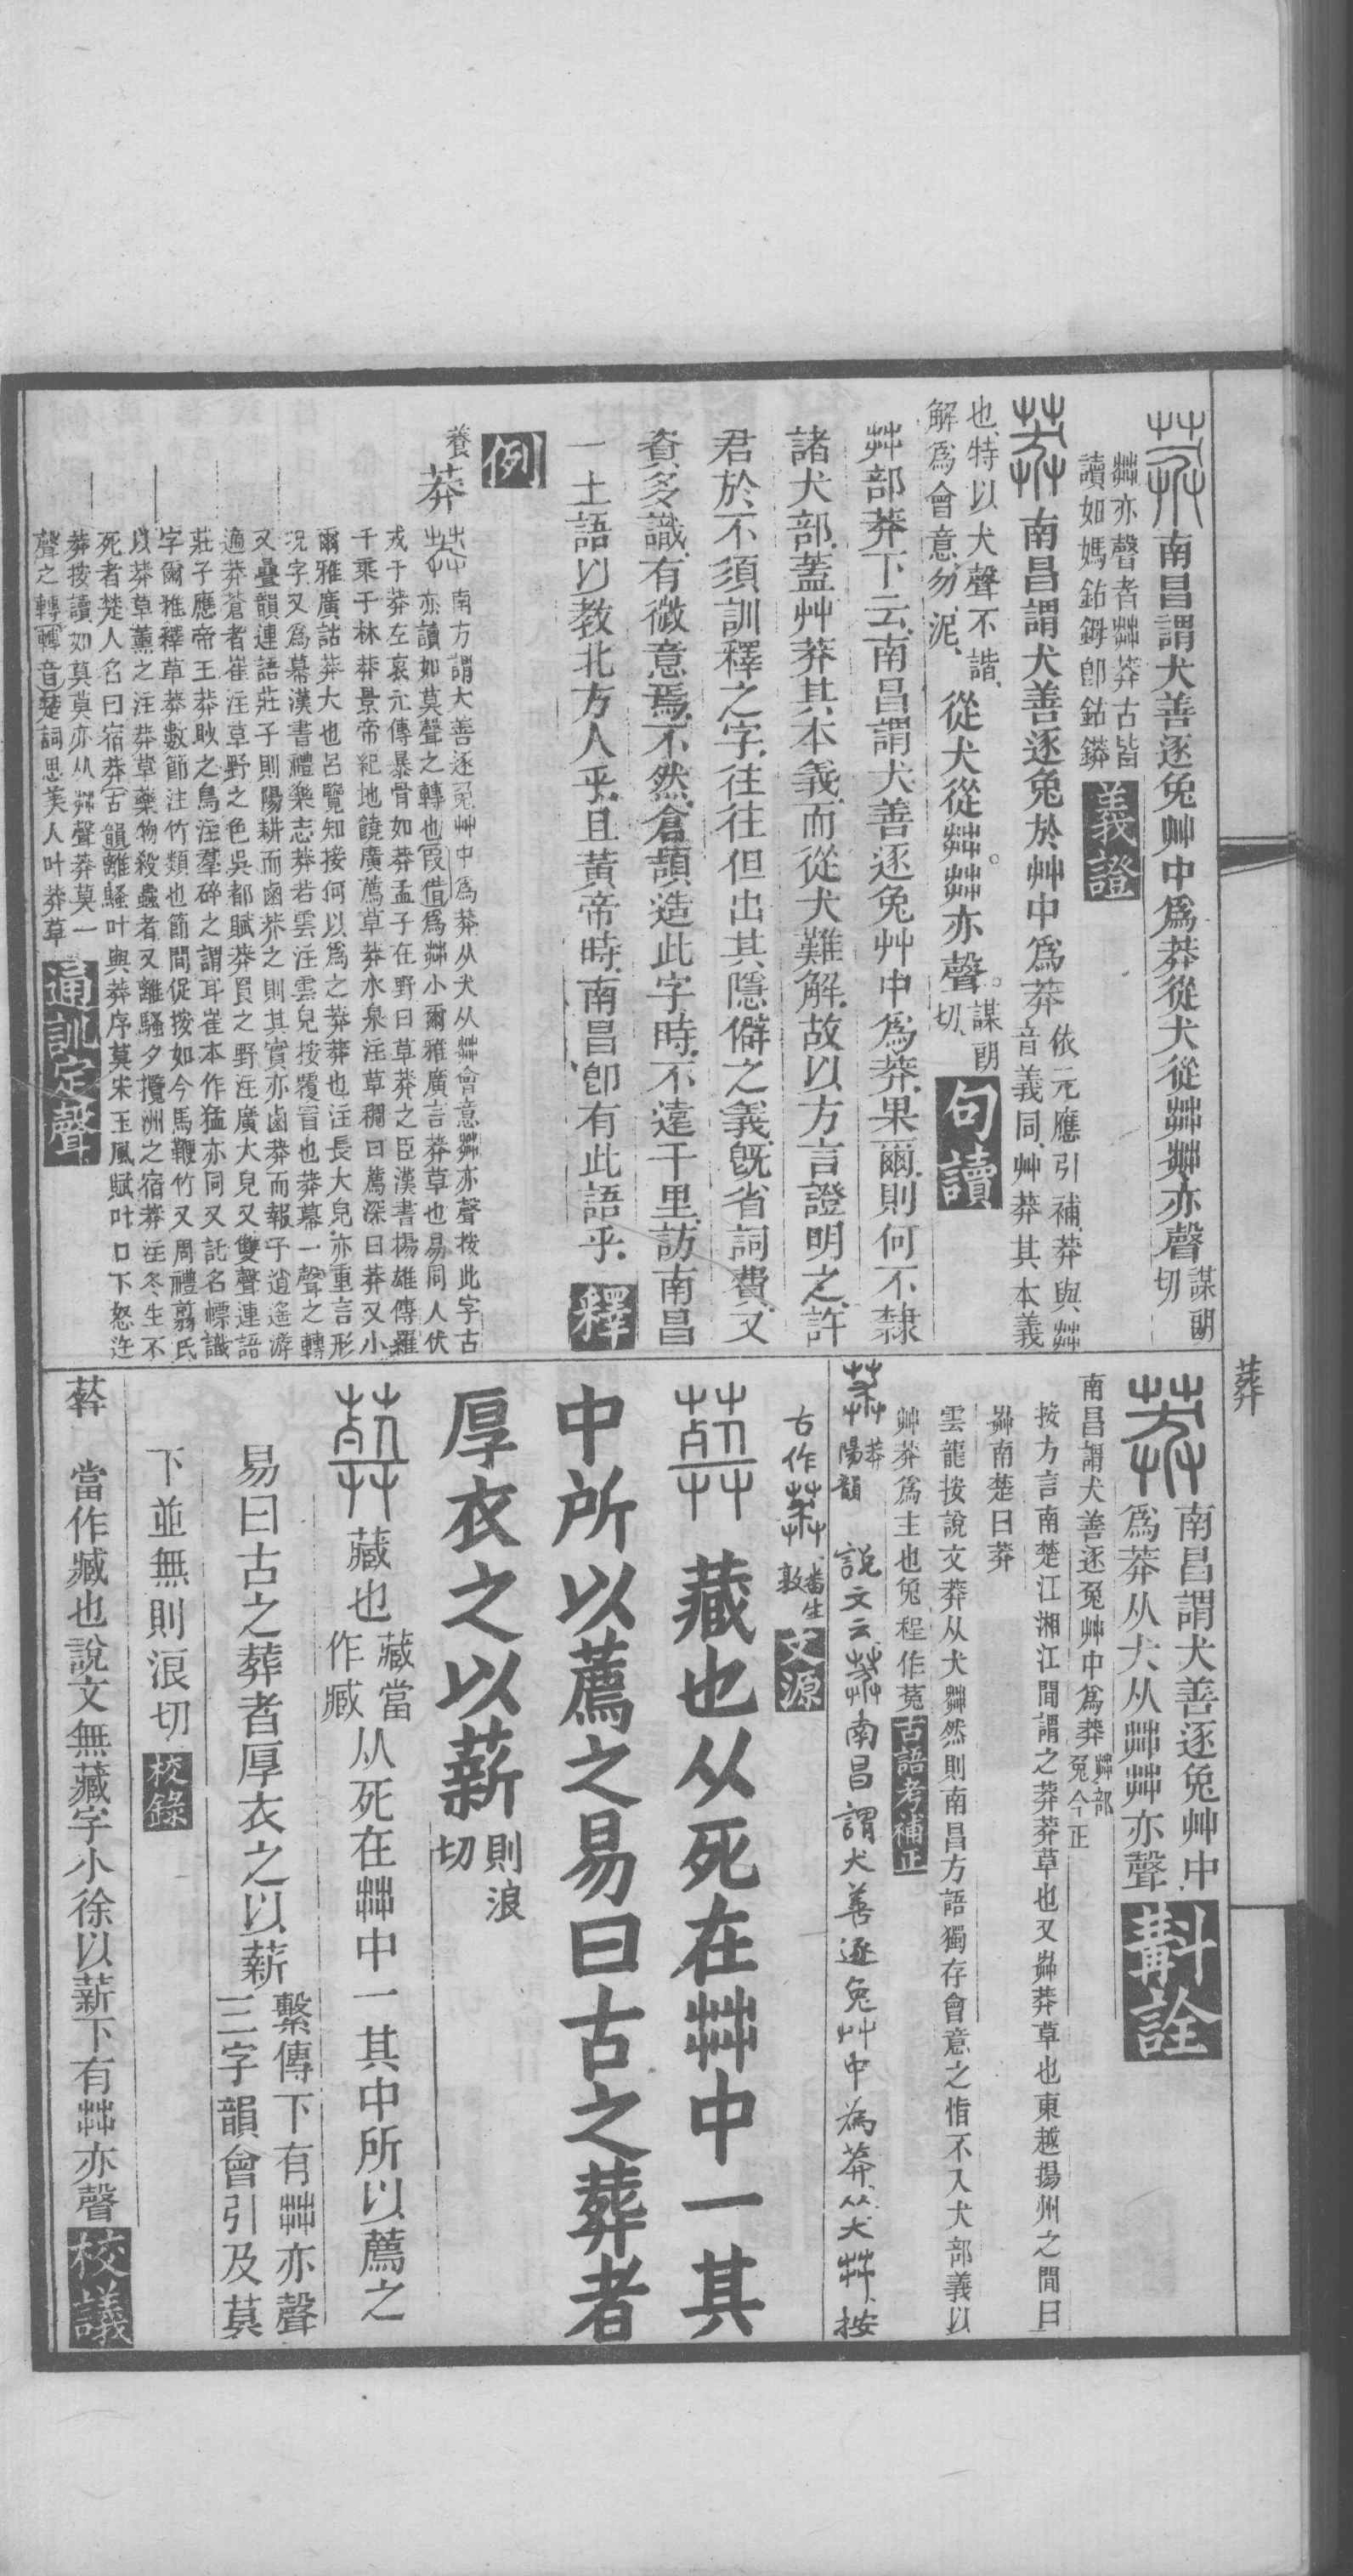 南昌謂犬善逐兔艸中爲莽從犬從茻茻亦聲謀朗切
茻亦聲者茻莽古皆
讀如媽鈷䥈卽鈷鏻
義證
南昌謂犬善逐兔於艸中爲莽
依元應引補莽與茻
音義同、艸莽其本義
也、特以犬聲不諧、
解爲會意、勿泥、
從犬從茻。茻亦聲。
謀朗切、
句讀
茻部莽下云、南昌謂犬善逐兔艸中爲莽、果爾、則何不隸
諸犬部、蓋艸莽其本義、而從犬難解、故以方言證明之、許
君於不須訓釋之字、往往但出其隱僻之義、旣省詞費、又
資多識、有微意焉、不然、倉頡造此字時、不遠千里、訪南昌
一土語以教北方人乎、且黃帝時、南昌卽有此語乎、釋
例
養莽
南方謂犬善逐兔艸中爲莽从犬从茻會意茻亦聲按此字古
亦讀如莫聲之轉也叚借爲茻小爾雅廣言莽草也易同人伏
戎于莽左哀元傳暴骨如莽孟子在野曰草莽之臣漢書揚雄傳羅
千乘于林莽景帝紀地饒廣薦草莽水泉注草稠曰薦深曰莽又小
爾雅廣詁莽大也呂覽知接何以爲之莽莽也注長大皃亦重言形
況字又爲幕漢書禮樂志莽若雲注雲皃按覆冒也莽幕一聲之轉
又疊韻連語莊子則陽耕而鹵莽之則其實亦鹵莽而報予逍遙游
適莽蒼者崔注草野之色吳都賦莽買之野注廣大皃又雙聲連語
莊子應帝王莽眇之鳥注羣碎之謂耳崔本作猛亦同又託名幖識
字爾雅釋草莽數節注竹類也節間促按如今馬鞭竹又周禮翦氏
以莽草薰之注莽草藥物殺蟲者又離騷夕攬洲之宿莽注冬生不
死者楚人名曰宿莽古韻離騷叶與莽序莫宋玉風賦叶口下怒迕
莽按讀如莫莫亦从茻聲莽莫一
聲之轉轉音楚詞思美人叶莽草
通訓定聲
葬
南昌謂犬善逐兔艸中
爲莽从犬从茻茻亦聲
斠詮
南昌謂犬善逐冤艸中爲莽
茻部
冤今正
按方言南楚江湘江間謂之莽莽草也又茻莽草也東越揚州之間曰
茻南楚曰莽
雲龍按說文莽从犬茻然則南昌方語獨存會意之恉不入犬部義以
艸莽爲主也兔程作菟古語考補正
莽陽韻 說文云莽南昌謂犬善逐兔艸中為莽从犬茻、按
古作
番生敦
文源
藏也从死在茻中一其
中所以薦之易曰古之葬者
厚衣之以薪
則浪切
藏也
藏當
作臧
从死在茻中一其中所以薦之
易曰古之葬者厚衣之以薪
繫傳下有茻亦聲
三字韻會引及莫
下並無則浪切校錄
葬 當作臧也說文無藏字小徐以薪下有茻亦聲校議